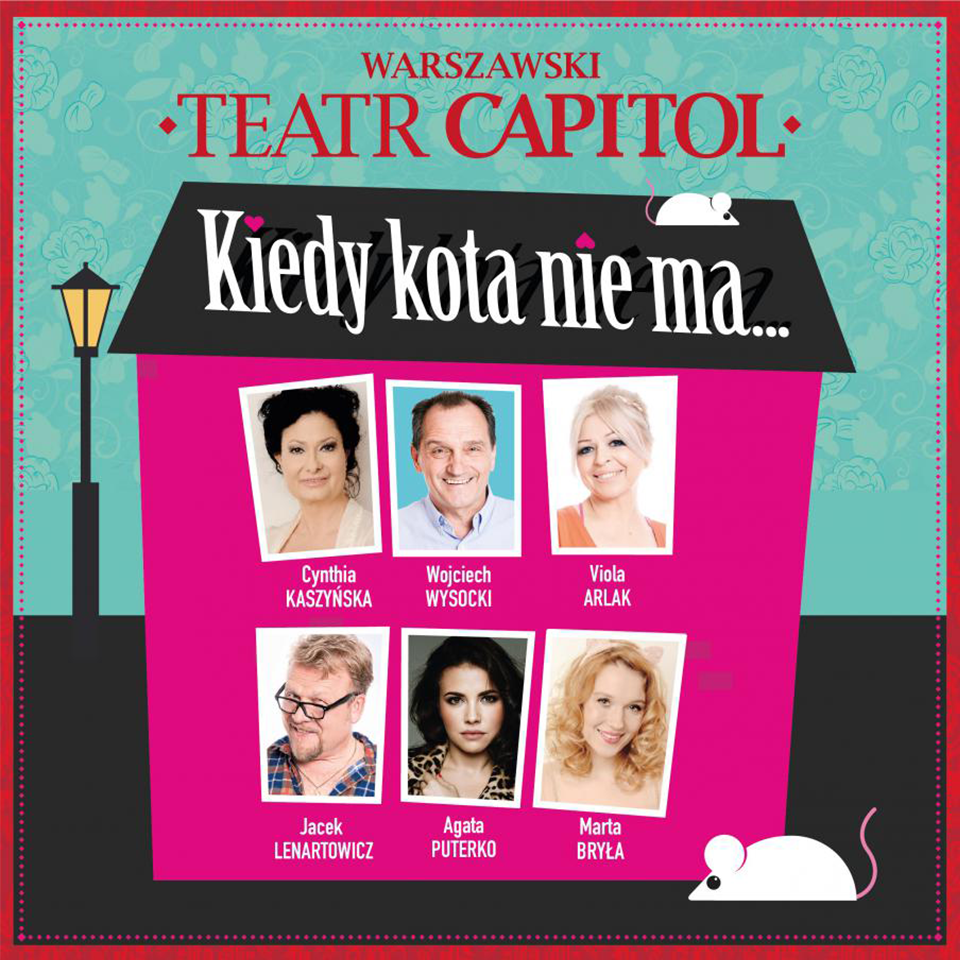 WARSZAWSKI
TEATR CAPITOL
Kiedy kota nie ma...
Cynthia
KASZYŃSKA
Wojciech
WYSOCKI
Viola
ARLAK
Jacek
LENARTOWICZ
Agata
PUTERKO
Marta
BRYŁA